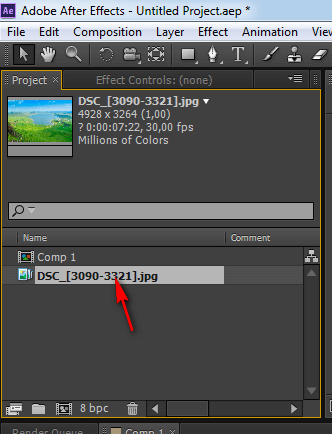 Ae Adobe After Effects - Untitled Project.aep *
File Edit Composition Layer Effect Animation
T
Project × Effect Controls: (none)
DSC_[3090-3321].jpg ▼
4928 x 3264 (1,00)
? 0:00:07:22, 30,00 fps
Millions of Colors
Name Comment
Comp 1
DSC_[3090-3321].jpg
8 bpc
Render Queue Comp 1 ×